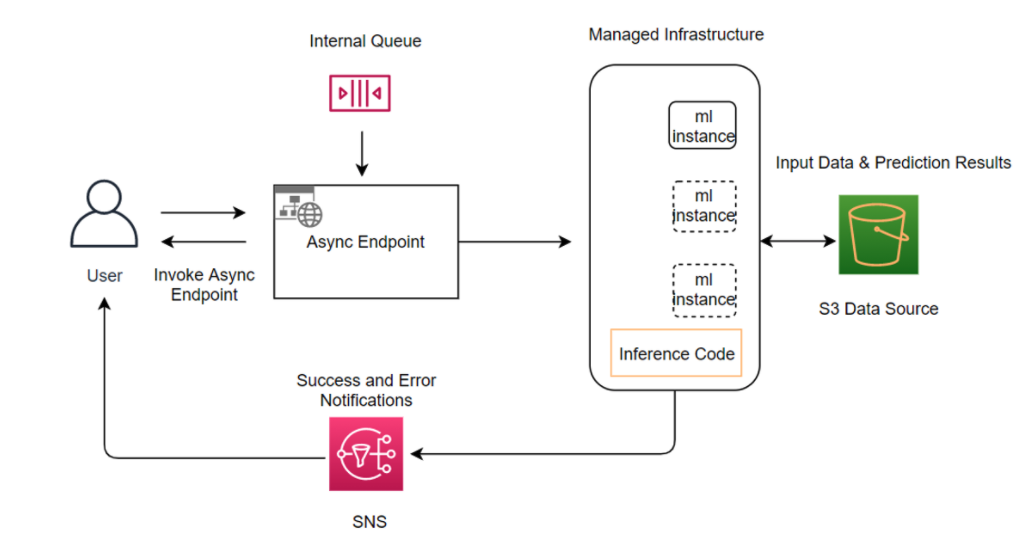 Internal Queue
Managed Infrastructure
ml
instance
Input Data & Prediction Results
ml
instance
Async Endpoint
User
Invoke Async
Endpoint
ml
instance
S3 Data Source
Inference Code
Success and Error
Notifications
SNS